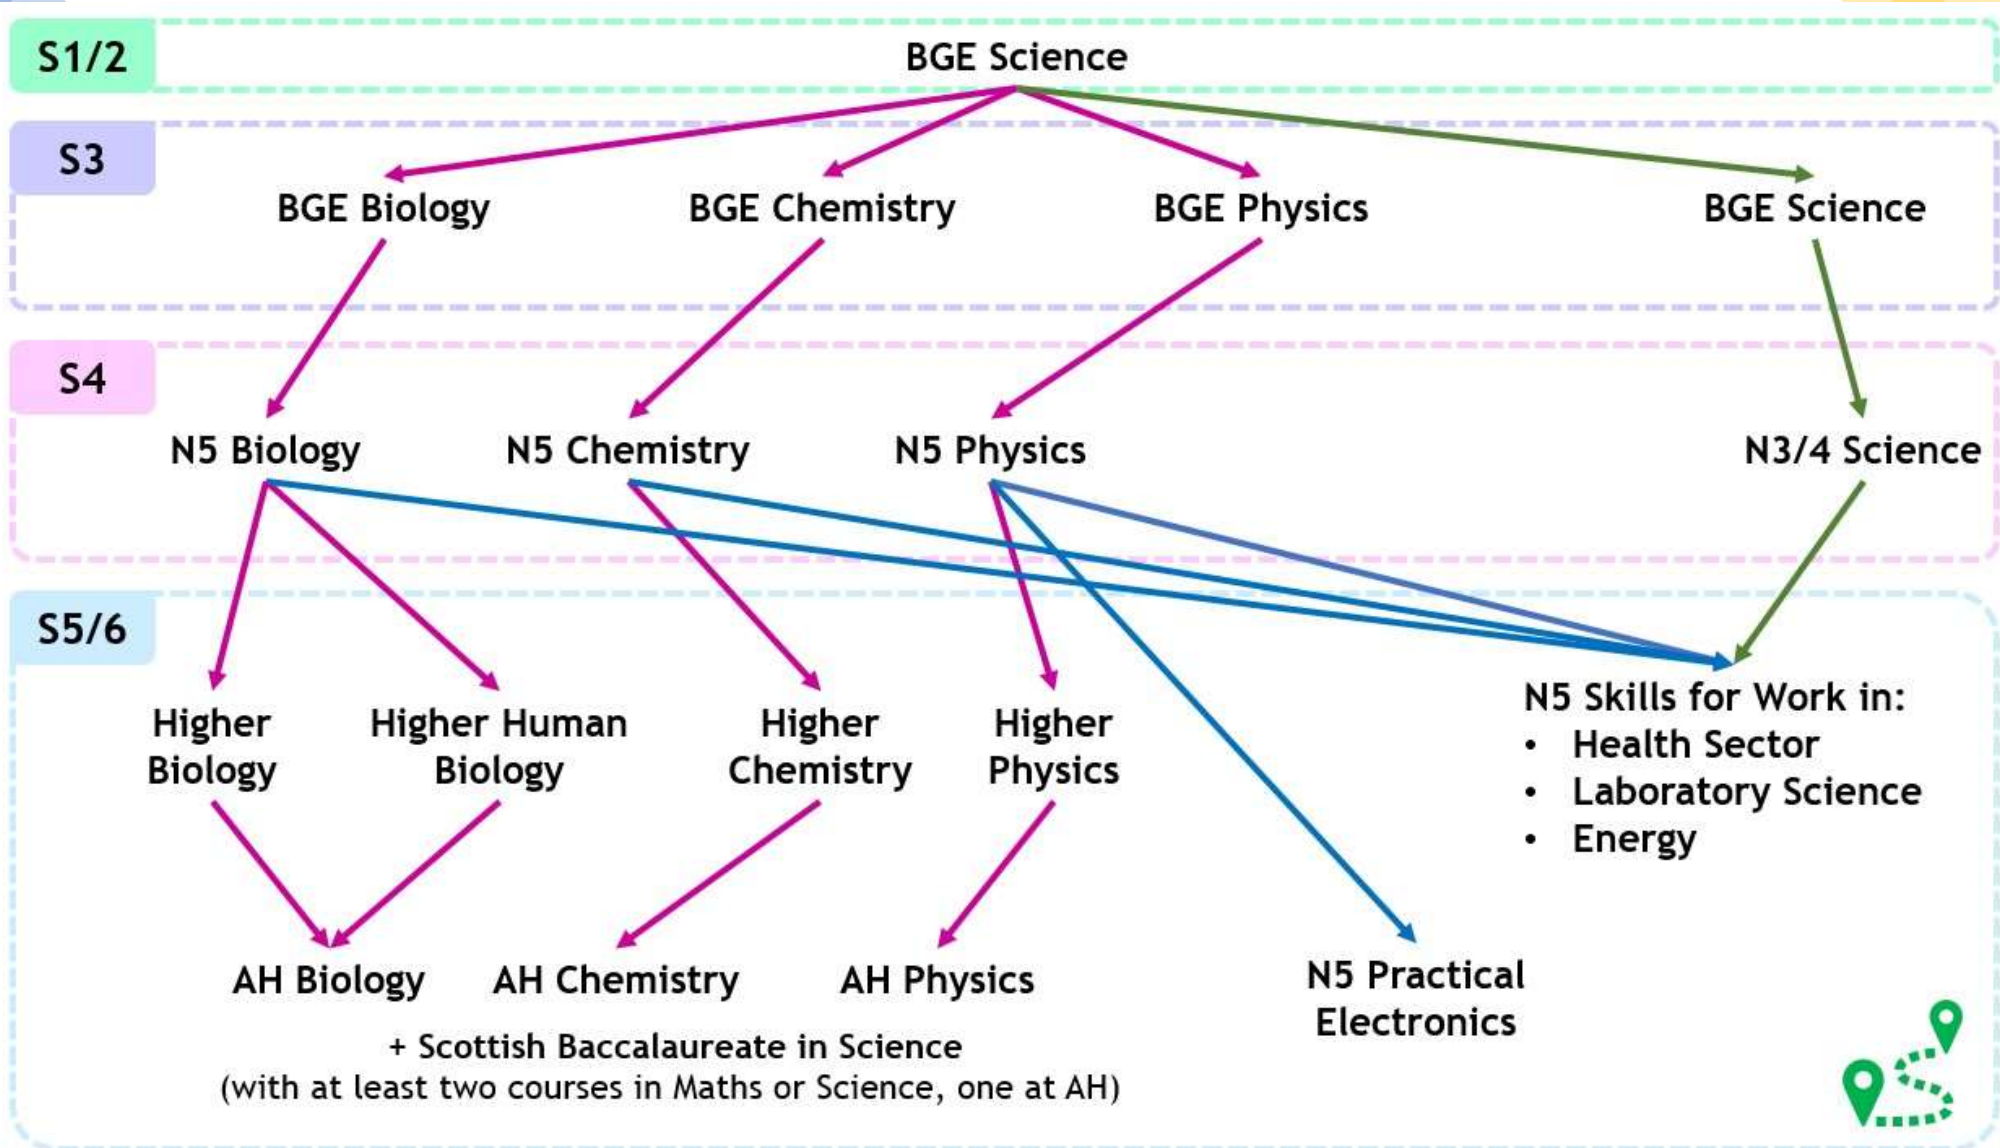 S1/2
BGE Science
S3
BGE Biology
BGE Chemistry
BGE Physics
BGE Science
S4
N5 Biology
N5 Chemistry
N5 Physics
N3/4 Science
S5/6
Higher
Biology
Higher Human
Biology
Higher
Chemistry
Higher
Physics
N5 Skills for Work in:
• Health Sector
• Laboratory Science
• Energy
AH Biology
AH Chemistry
AH Physics
N5 Practical
Electronics
+ Scottish Baccalaureate in Science
(with at least two courses in Maths or Science, one at AH)